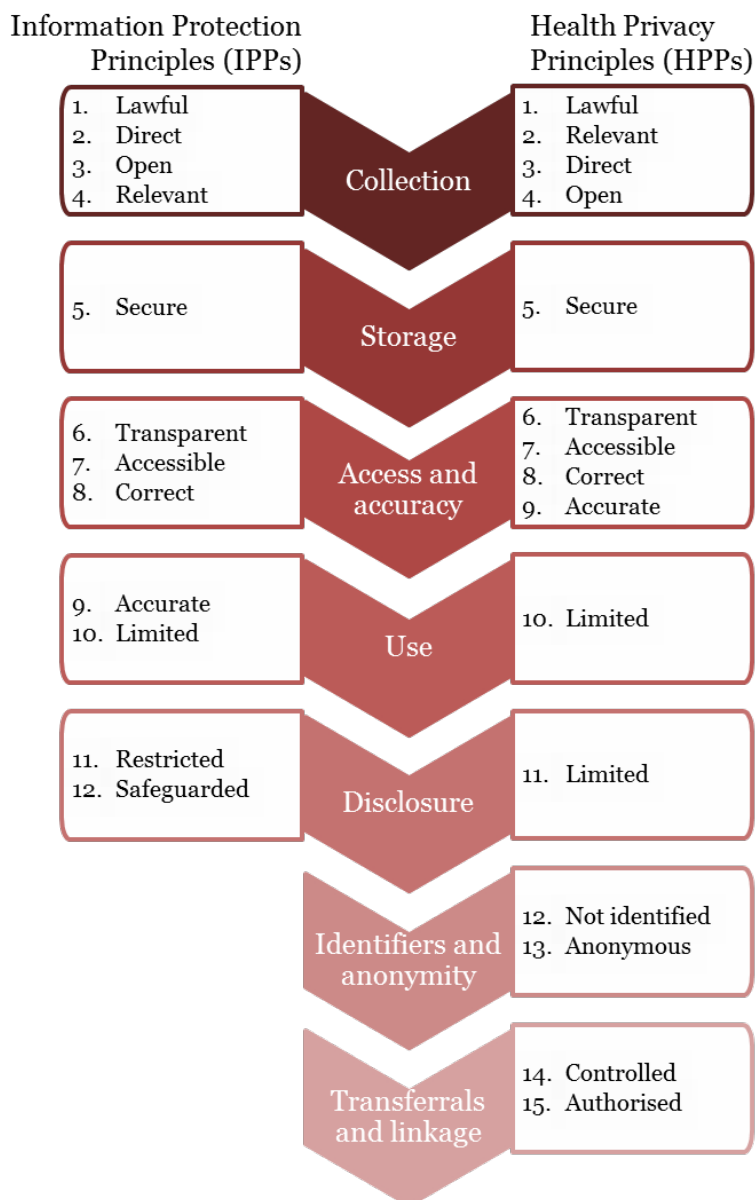 Information Protection
Principles (IPPs)
Health Privacy
Principles (HPPs)
1. Lawful
2. Direct
3. Open
4. Relevant
Collection
1. Lawful
2. Relevant
3. Direct
4. Open
5. Secure
Storage
5. Secure
6. Transparent
7. Accessible
8. Correct
Access and
accuracy
6. Transparent
7. Accessible
8. Correct
9. Accurate
9. Accurate
10. Limited
Use
10. Limited
11. Restricted
12. Safeguarded
Disclosure
11. Limited
Identifiers and
anonymity
12. Not identified
13. Anonymous
Transferrals
and linkage
14. Controlled
15. Authorised